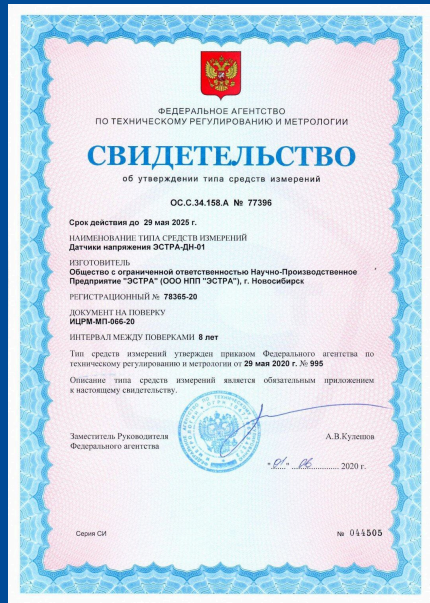 ФЕДЕРАЛЬНОЕ АГЕНТСТВО
ПО ТЕХНИЧЕСКОМУ РЕГУЛИРОВАНИЮ И МЕТРОЛОГИИ
СВИДЕТЕЛЬСТВО
об утверждении типа средств измерений
ОС.С.34.158.А № 77396
Срок действия до 29 мая 2025 г.
НАИМЕНОВАНИЕ ТИПА СРЕДСТВ ИЗМЕРЕНИЙ
Датчики напряжения ЭСТРА-ДН-01
ИЗГОТОВИТЕЛЬ
Общество с ограниченной ответственностью Научно-Производственное
Предприятие "ЭСТРА" (ООО НПП "ЭСТРА"), г. Новосибирск
РЕГИСТРАЦИОННЫЙ № 78365-20
ДОКУМЕНТ НА ПОВЕРКУ
ИЦРМ-МП-066-20
ИНТЕРВАЛ МЕЖДУ ПОВЕРКАМИ 8 лет
Тип средств измерений утвержден приказом Федерального агентства по
техническому регулированию и метрологии от 29 мая 2020 г. № 995
Описание типа средств измерений является обязательным приложением
к настоящему свидетельству.
Заместитель Руководителя
Федерального агентства
А.В.Кулешов
"01" 06 2020 г.
Серия СИ
№ 044505